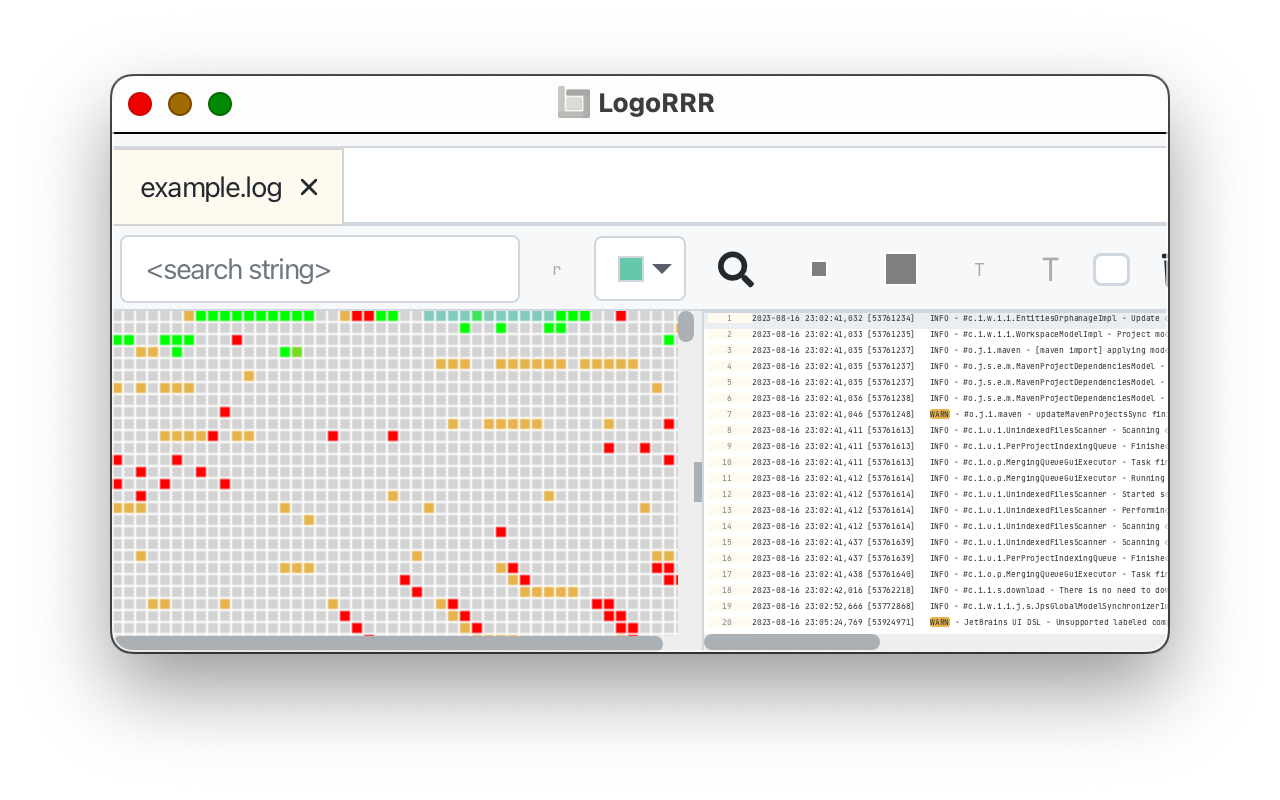 LogoRRR
example.log ×
<search string> r T T
1 2023-08-16 23:02:41,032 [53761234] INFO - #c.i.w.i.i.EntitiesOrphanageImpl - Update
2 2023-08-16 23:02:41,033 [53761235] INFO - #c.i.w.i.i.WorkspaceModelImpl - Project mo
3 2023-08-16 23:02:41,035 [53761237] INFO - #o.j.i.maven - [maven import] applying mod
4 2023-08-16 23:02:41,035 [53761237] INFO - #o.j.s.e.m.MavenProjectDependenciesModel -
5 2023-08-16 23:02:41,035 [53761237] INFO - #o.j.s.e.m.MavenProjectDependenciesModel -
6 2023-08-16 23:02:41,036 [53761238] INFO - #o.j.s.e.m.MavenProjectDependenciesModel -
7 2023-08-16 23:02:41,046 [53761248] WARN - #o.j.i.maven - updateMavenProjectsSync fin
8 2023-08-16 23:02:41,411 [53761613] INFO - #c.i.u.i.UnindexedFilesScanner - Scanning
9 2023-08-16 23:02:41,411 [53761613] INFO - #c.i.u.i.PerProjectIndexingQueue - Finishe
10 2023-08-16 23:02:41,411 [53761613] INFO - #c.i.o.p.MergingQueueGuiExecutor - Task fi
11 2023-08-16 23:02:41,412 [53761614] INFO - #c.i.o.p.MergingQueueGuiExecutor - Running
12 2023-08-16 23:02:41,412 [53761614] INFO - #c.i.u.i.UnindexedFilesScanner - Started s
13 2023-08-16 23:02:41,412 [53761614] INFO - #c.i.u.i.UnindexedFilesScanner - Performin
14 2023-08-16 23:02:41,412 [53761614] INFO - #c.i.u.i.UnindexedFilesScanner - Scanning
15 2023-08-16 23:02:41,437 [53761639] INFO - #c.i.u.i.UnindexedFilesScanner - Scanning
16 2023-08-16 23:02:41,437 [53761639] INFO - #c.i.u.i.PerProjectIndexingQueue - Finishe
17 2023-08-16 23:02:41,438 [53761640] INFO - #c.i.o.p.MergingQueueGuiExecutor - Task fi
18 2023-08-16 23:02:42,016 [53762218] INFO - #c.i.i.s.download - There is no need to do
19 2023-08-16 23:02:52,666 [53772868] INFO - #c.i.w.i.i.j.s.JpsGlobalModelSynchronizerI
20 2023-08-16 23:05:24,769 [53924971] WARN - JetBrains UI DSL - Unsupported labeled com